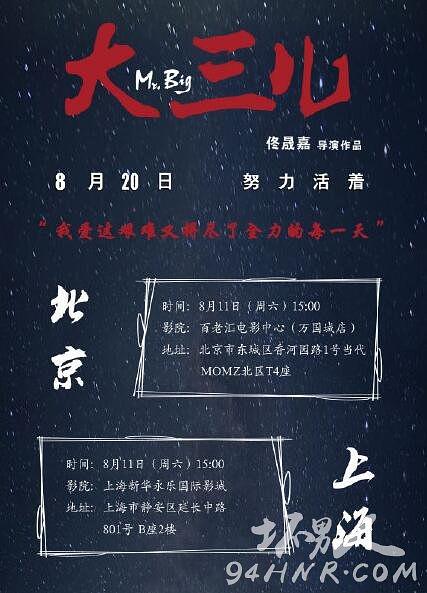 大三儿
Mr. Big
佟晟嘉 导演作品
8月20日 努力活着
“我爱这艰难又拼尽了全力的每一天”
北京
时间：8月11日（周六）15:00
影院：百老汇电影中心（万国城店）
地址：北京市东城区香河园路1号当代
MOMZ北区T4座
时间：8月11日（周六）15:00
影院：上海新华永乐国际影城
地址：上海市静安区延长中路
801号 B座2楼
上海
坏男人
94HNR.COM